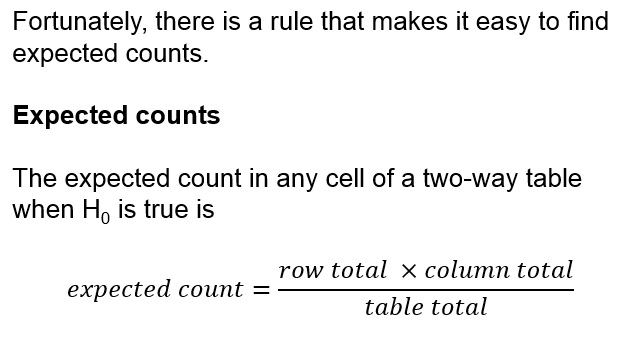 Fortunately, there is a rule that makes it easy to find
expected counts.
Expected counts
The expected count in any cell of a two-way table
when H₀ is true is
expected count = row total × column total
table total